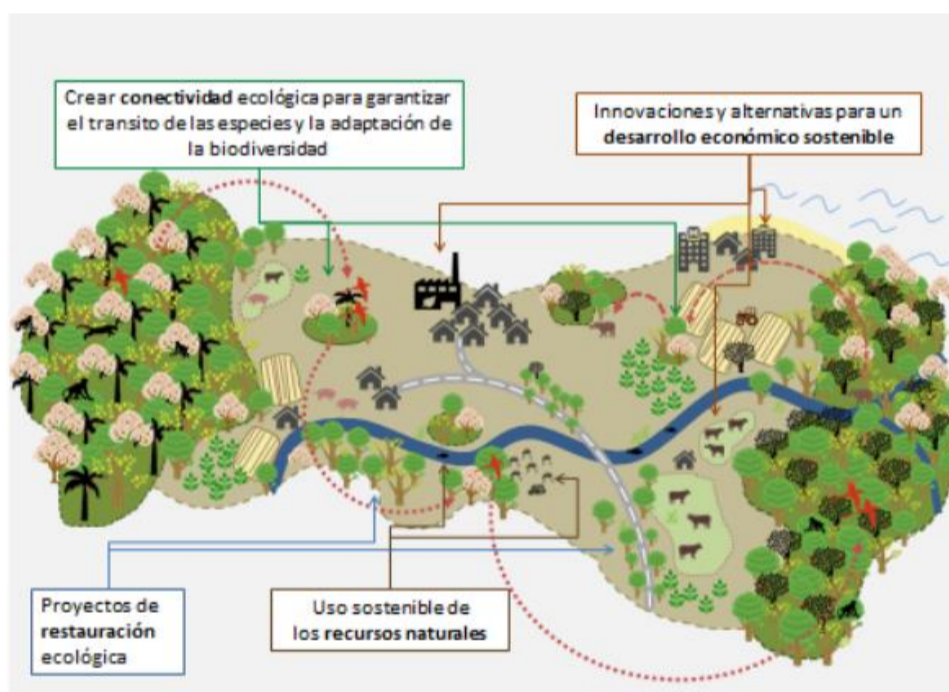 Crear conectividad ecológica para garantizar
el transito de las especies y la adaptación de
la biodiversidad
Innovaciones y alternativas para un
desarrollo económico sostenible
Proyectos de
restauración
ecológica
Uso sostenible de
los recursos naturales